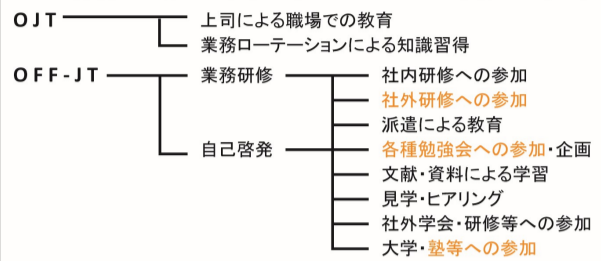 OJT 上司による職場での教育
業務ローテーションによる知識習得
OFF-JT 業務研修 社内研修への参加
社外研修への参加
派遣による教育
自己啓発 各種勉強会への参加・企画
文献・資料による学習
見学・ヒアリング
社外学会・研修等への参加
大学・塾等への参加